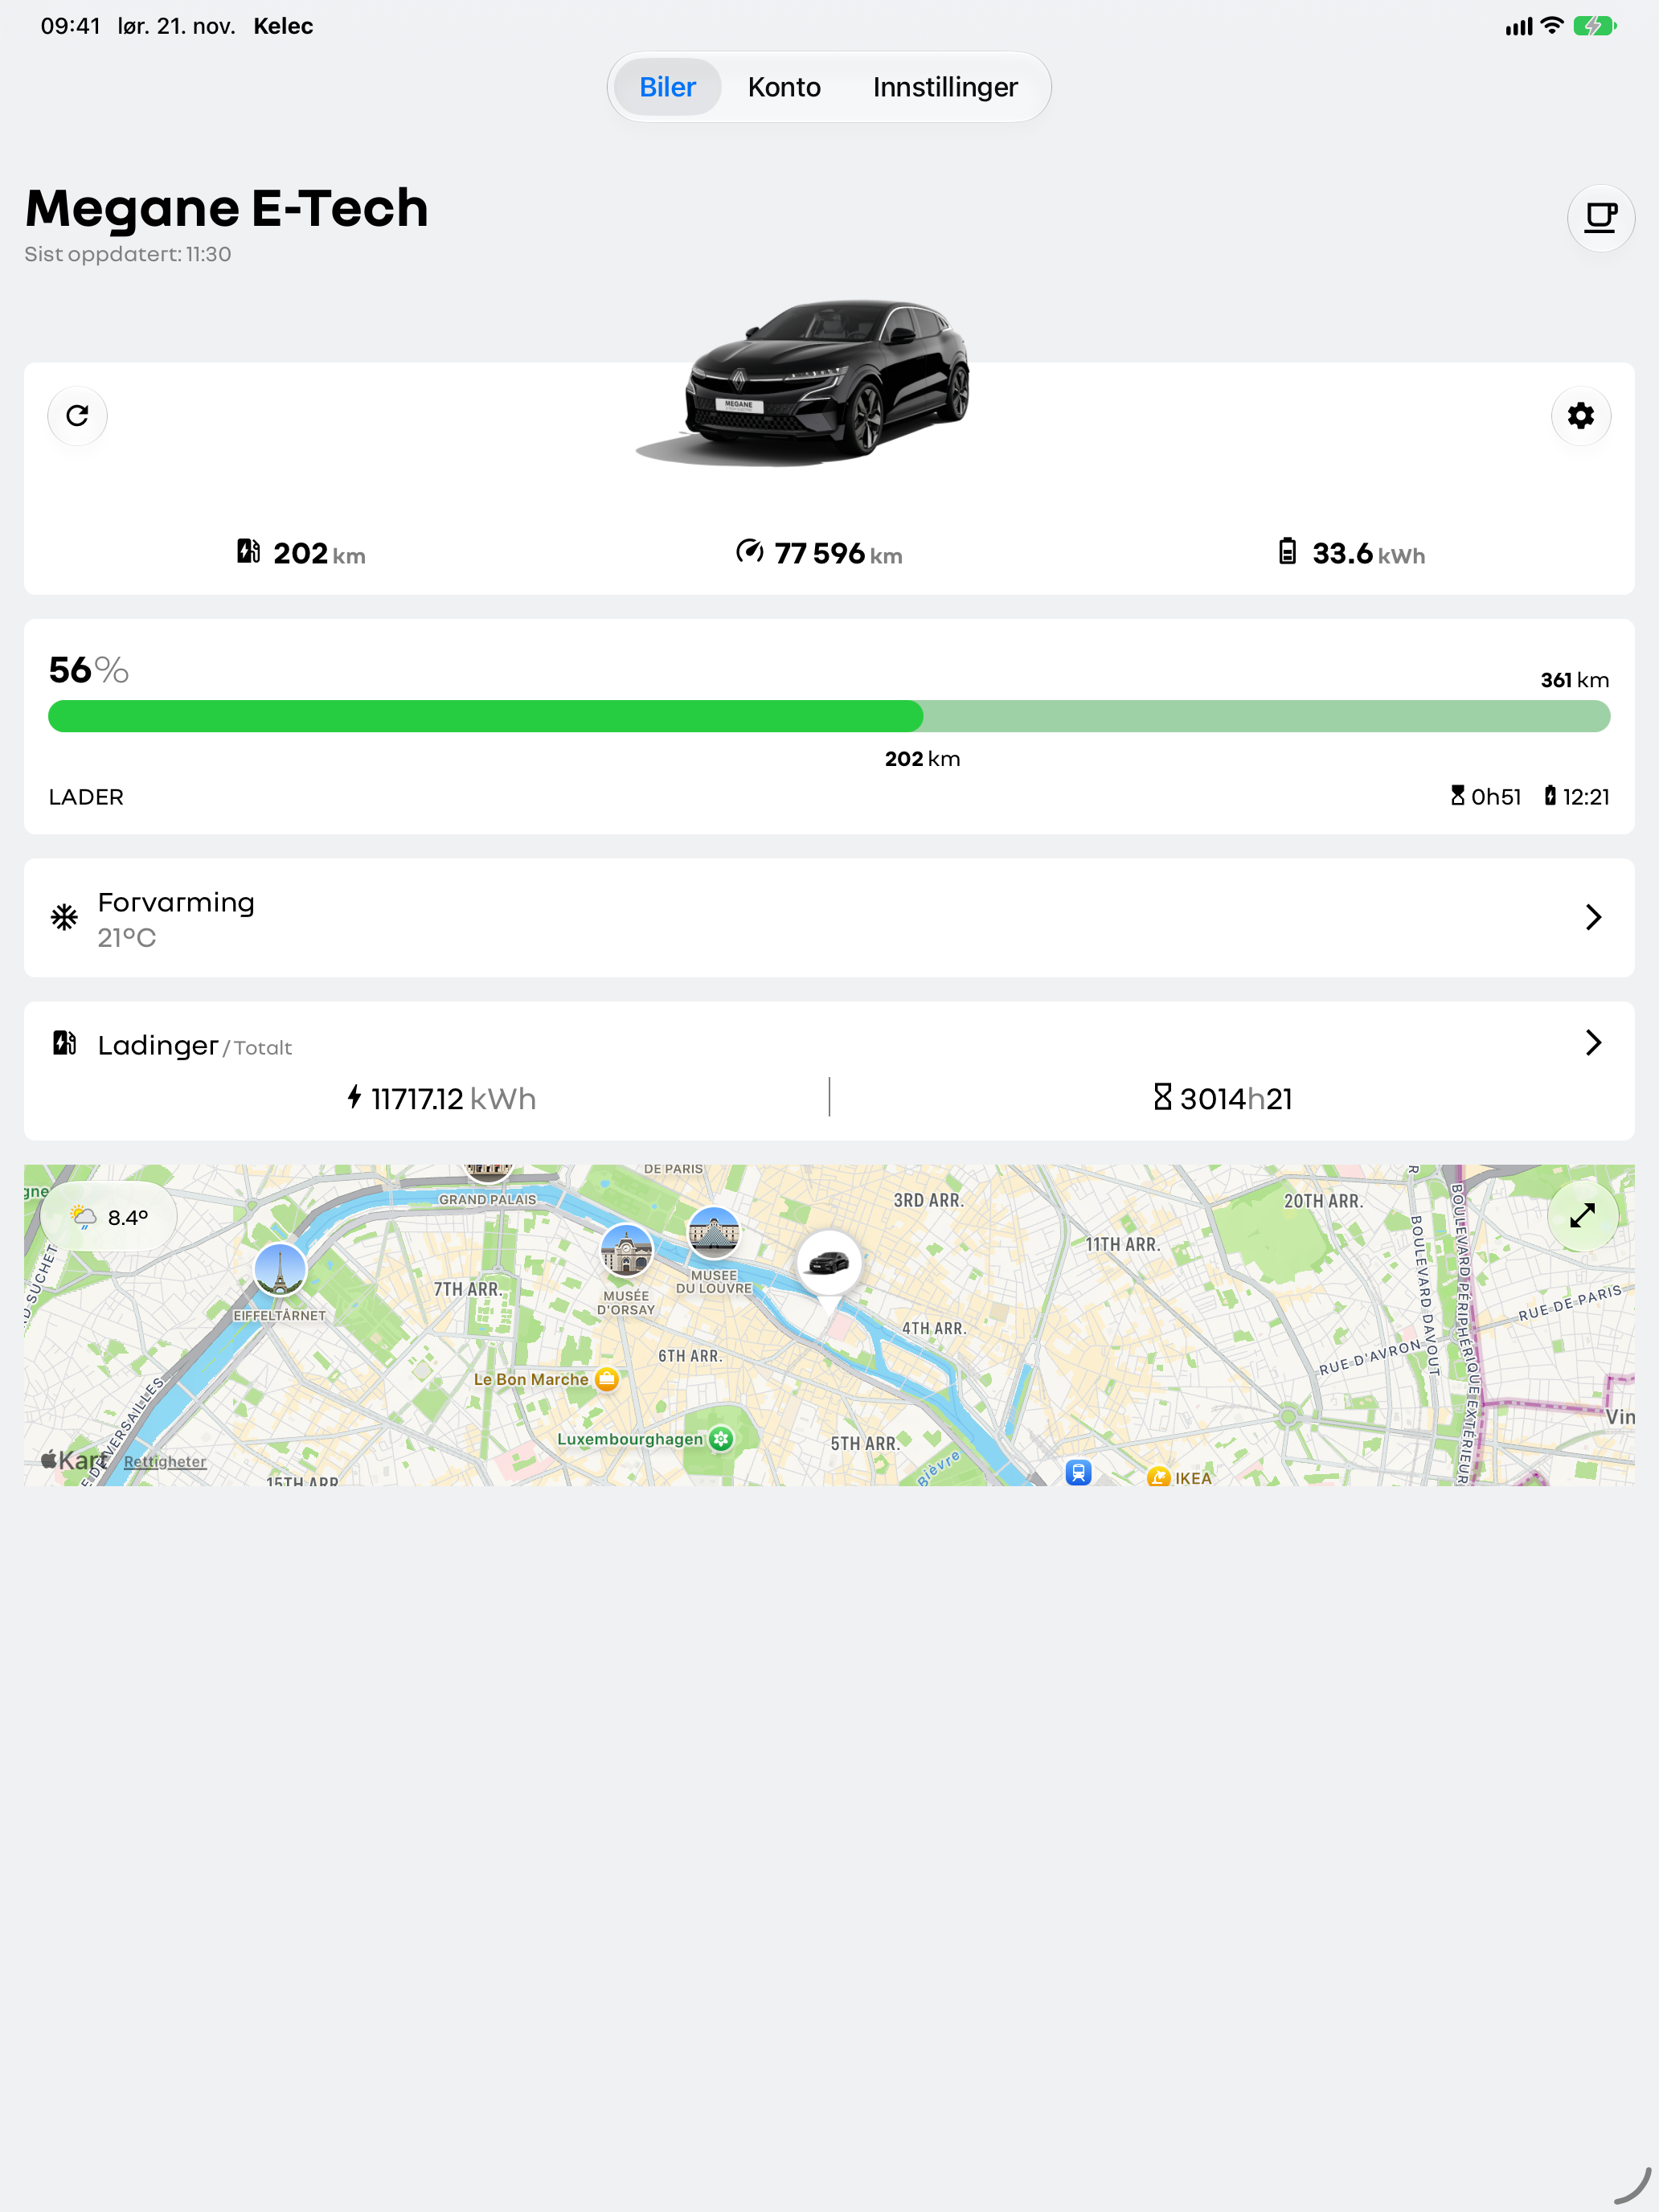 09:41 lør. 21. nov. Kelec
Biler Konto Innstillinger
Megane E-Tech
Sist oppdatert: 11:30
MEGANE
202 km
77 596 km
33.6 kWh
56%
361 km
202 km
LADER
0h51 12:21
Forvarming
21°C
Ladinger / Totalt
11717.12 kWh
3014h21
8.4°
DE PARIS
GRAND PALAIS
3RD ARR.
20TH ARR.
11TH ARR.
MUSEE
DU LOUVRE
7TH ARR.
MUSÉE
D'ORSAY
EIFFELTÅRNET
4TH ARR.
6TH ARR.
RUE DE PARIS
RUE D'AVRON
BOULEVARD DAVOUT
BOULEVARD PÉRIPHÉRIQUE EXTÉRIEUR
Le Bon Marche
Luxembourghagen
5TH ARR.
Bièvre
IKEA
15TH ARR
Rettigheter